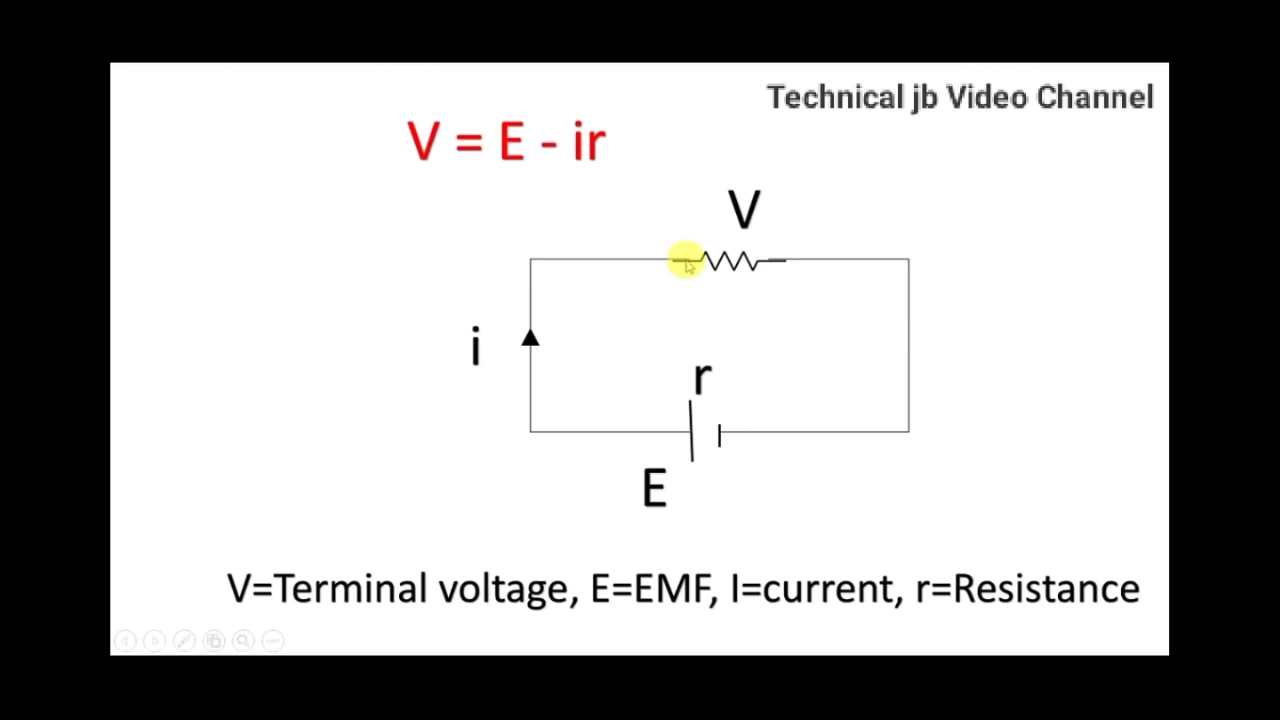 Technical jb Video Channel
V = E - ir
V
i
r
E
V=Terminal voltage, E=EMF, I=current, r=Resistance